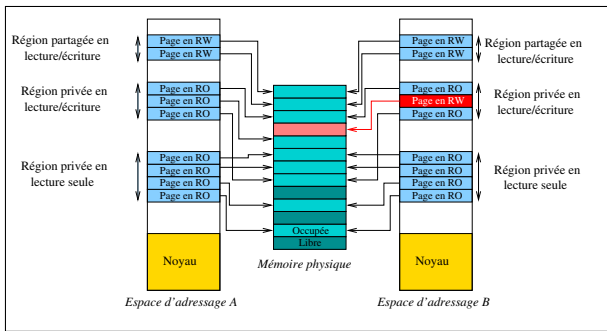 Région partagée en
lecture/écriture
Page en RW
Page en RW
Région privée en
lecture/écriture
Page en RO
Page en RO
Page en RO
Région privée en
lecture seule
Page en RO
Page en RO
Page en RO
Page en RO
Noyau
Espace d'adressage A
Occupée
Libre
Mémoire physique
Page en RW
Page en RW
Région partagée en
lecture/écriture
Page en RO
Page en RW
Page en RO
Région privée en
lecture/écriture
Page en RO
Page en RO
Page en RO
Page en RO
Région privée en
lecture seule
Noyau
Espace d'adressage B